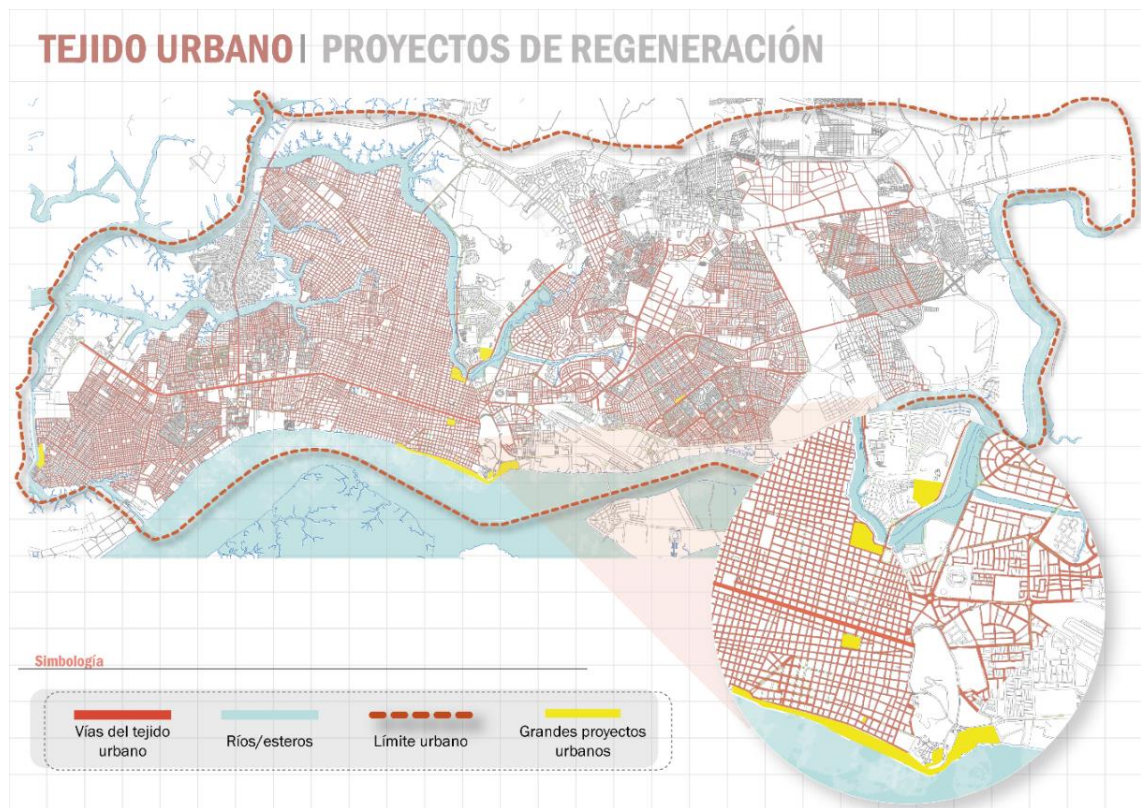 TEJIDO URBANO | PROYECTOS DE REGENERACIÓN
Simbología
Vías del tejido
urbano
Ríos/esteros
Límite urbano
Grandes proyectos
urbanos